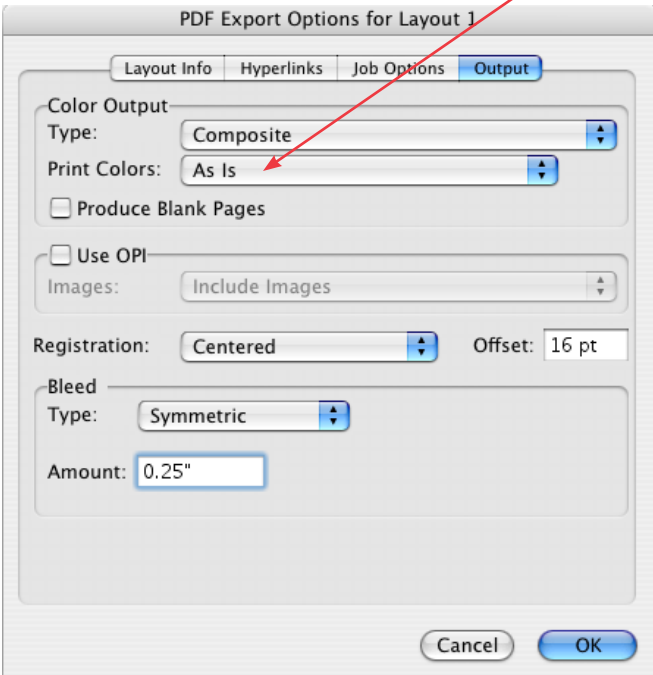 PDF Export Options for Layout 1
Layout Info Hyperlinks Job Options Output
Color Output
Type: Composite
Print Colors: As Is
Produce Blank Pages
Use OPI
Images: Include Images
Registration: Centered Offset: 16 pt
Bleed
Type: Symmetric
Amount: 0.25"
Cancel OK